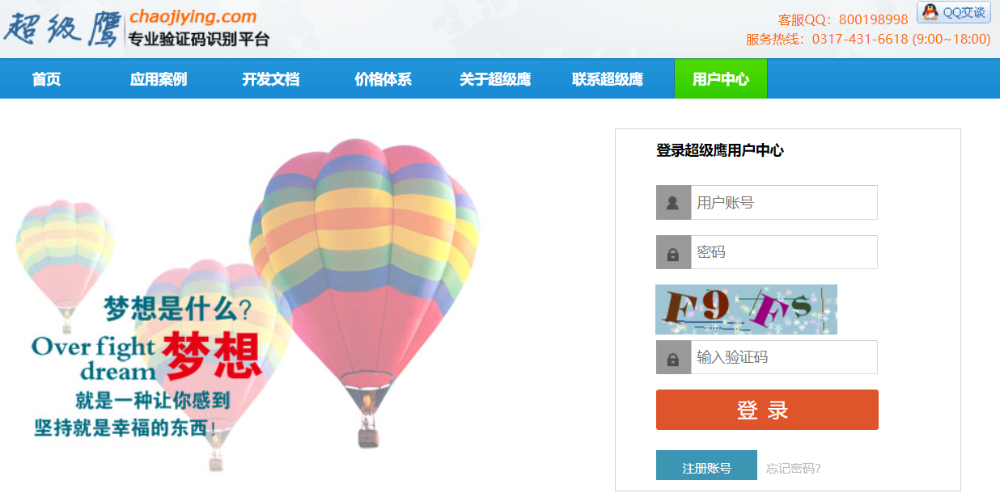 超级鹰
chaojiying.com
专业验证码识别平台
客服QQ：800198998
QQ交谈
服务热线：0317-431-6618 (9:00~18:00)
首页
应用案例
开发文档
价格体系
关于超级鹰
联系超级鹰
用户中心
梦想是什么？
Over fight
dream
梦想
就是一种让你感到
坚持就是幸福的东西！
登录超级鹰用户中心
用户账号
密码
F9Fs
输入验证码
登 录
注册账号
忘记密码?